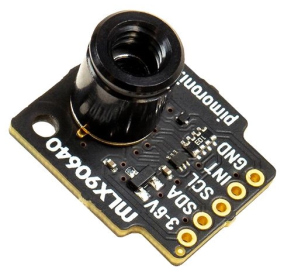 pimoroni
MLX90640
3-6V
SDA
SCL
INT
GND